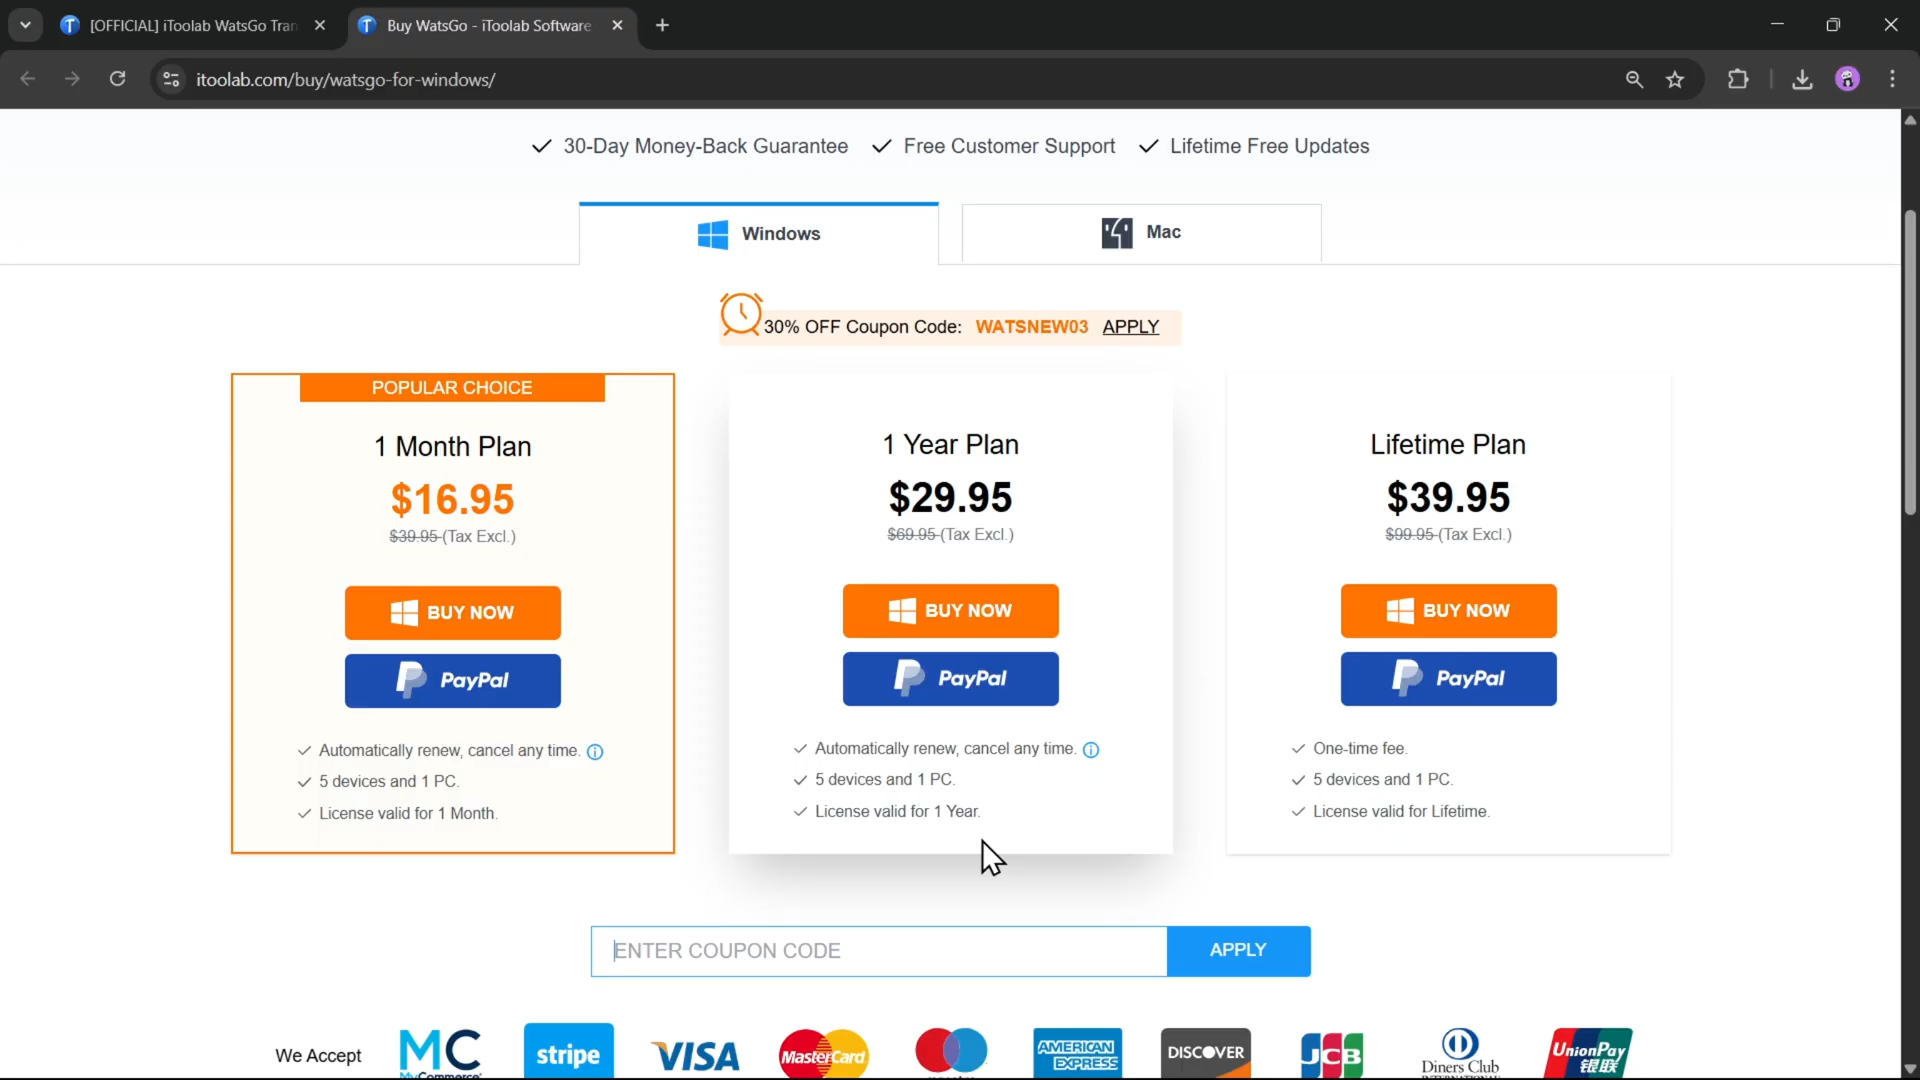 [OFFICIAL] iToolab WatsGo Tran
Buy WatsGo - iToolab Software
itoolab.com/buy/watsgo-for-windows/
30-Day Money-Back Guarantee
Free Customer Support
Lifetime Free Updates
Windows
Mac
30% OFF Coupon Code: WATSNEW03 APPLY
POPULAR CHOICE
1 Month Plan
$16.95
$39.95 (Tax Excl.)
BUY NOW
PayPal
Automatically renew, cancel any time.
5 devices and 1 PC.
License valid for 1 Month.
1 Year Plan
$29.95
$69.95 (Tax Excl.)
BUY NOW
PayPal
Automatically renew, cancel any time.
5 devices and 1 PC.
License valid for 1 Year.
Lifetime Plan
$39.95
$99.95 (Tax Excl.)
BUY NOW
PayPal
One-time fee.
5 devices and 1 PC.
License valid for Lifetime.
ENTER COUPON CODE
APPLY
We Accept
MC
MyCommerce
stripe
VISA
MasterCard
AMERICAN EXPRESS
DISCOVER
JCB
Diners Club
INTERNATIONAL
UnionPay
银联